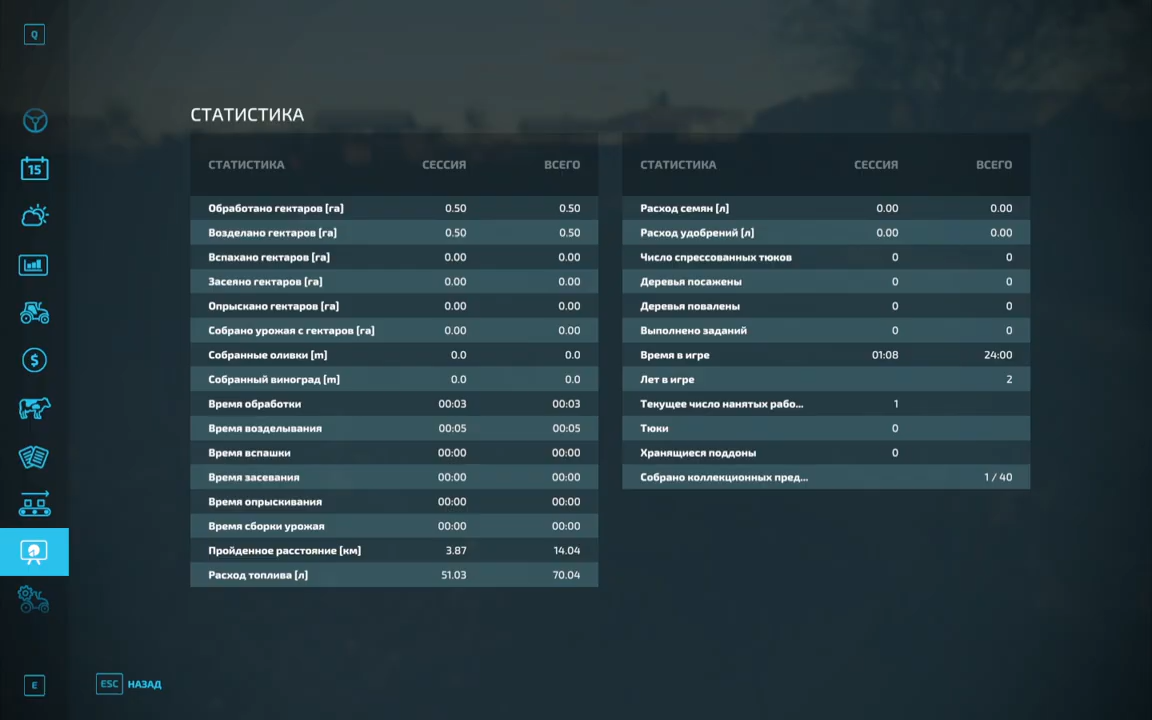 Q
СТАТИСТИКА
15
СТАТИСТИКА СЕССИЯ ВСЕГО
Обработано гектаров [га] 0.50 0.50
Возделано гектаров [га] 0.50 0.50
Вспахано гектаров [га] 0.00 0.00
Засеяно гектаров [га] 0.00 0.00
Опрыскано гектаров [га] 0.00 0.00
Собрано урожая с гектаров [га] 0.00 0.00
Собранные оливки [m] 0.0 0.0
Собранный виноград [m] 0.0 0.0
Время обработки 00:03 00:03
Время возделывания 00:05 00:05
Время вспашки 00:00 00:00
Время засевания 00:00 00:00
Время опрыскивания 00:00 00:00
Время сборки урожая 00:00 00:00
Пройденное расстояние [км] 3.87 14.04
Расход топлива [л] 51.03 70.04
СТАТИСТИКА СЕССИЯ ВСЕГО
Расход семян [л] 0.00 0.00
Расход удобрений [л] 0.00 0.00
Число спрессованных тюков 0 0
Деревья посажены 0 0
Деревья повалены 0 0
Выполнено заданий 0 0
Время в игре 01:08 24:00
Лет в игре 2
Текущее число нанятых рабо... 1
Тюки 0
Хранящиеся поддоны 0
Собрано коллекционных пред... 1 / 40
E
ESC НАЗАД